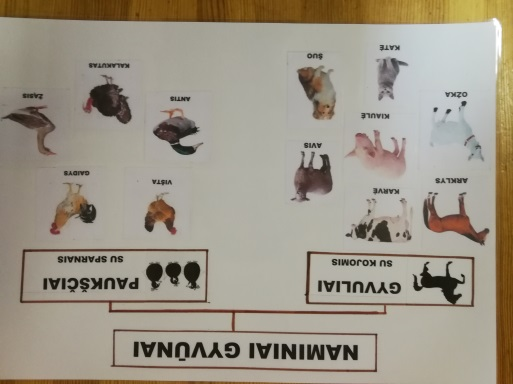 NAMINIAI GYVŪNAI
GYVULIAI
SU KOJOMIS
ARKLYS
KARVĖ
OŽKA
KIAULĖ
AVIS
KATĖ
ŠUO
PAUKŠČIAI
SU SPARNAIS
VIŠTA
GAIDYS
ANTIS
KALAKUTAS
ŽĄSIS